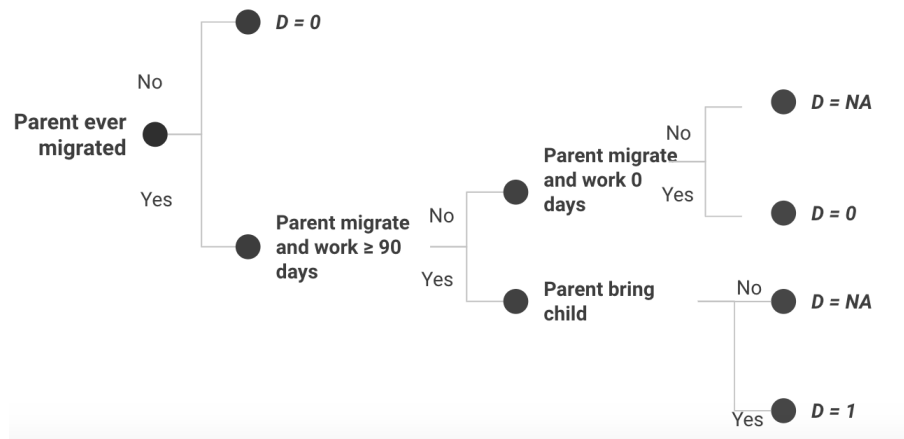 D = 0
No
Parent ever
migrated
Yes
Parent migrate
and work ≥ 90
days
No
Yes
Parent migrate
and work 0
days
No
Yes
D = NA
D = 0
Parent bring
child
No
D = NA
Yes
D = 1